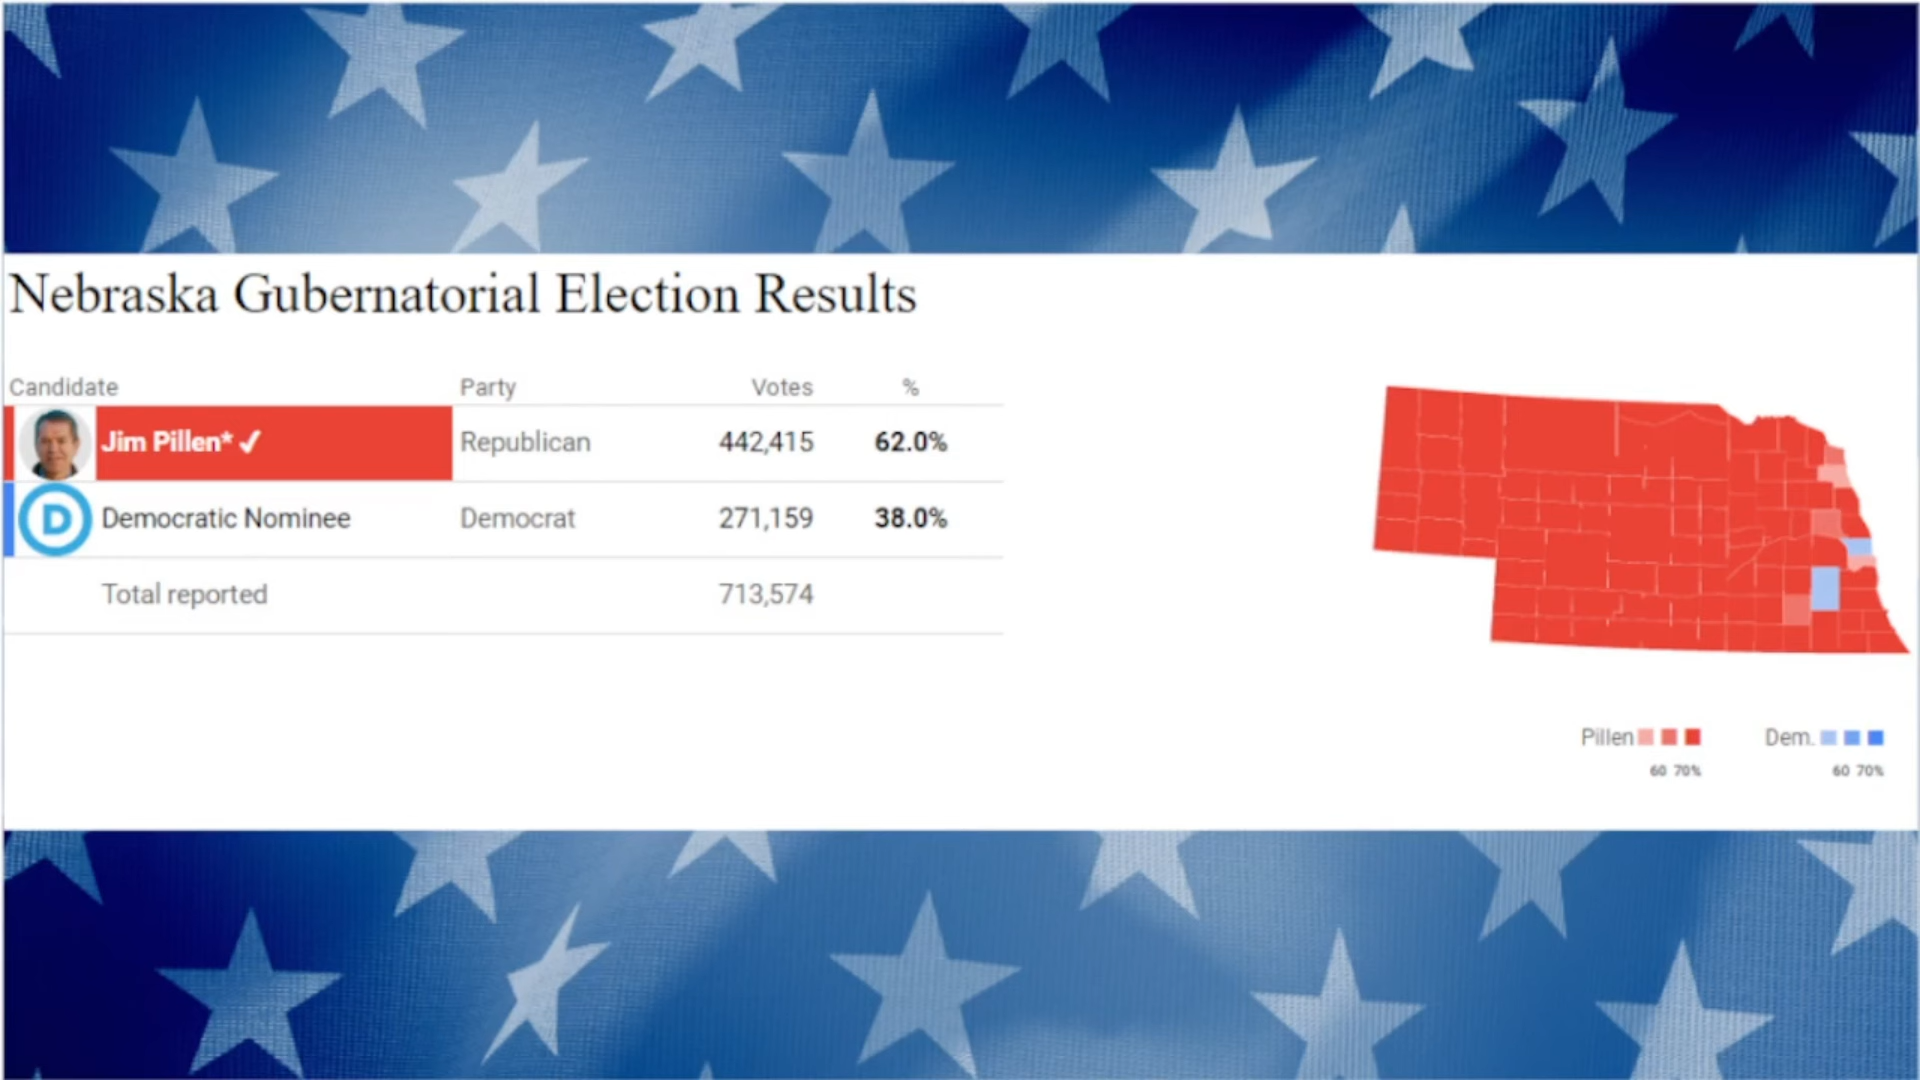 Nebraska Gubernatorial Election Results
Candidate Party Votes %
Jim Pillen* ✓ Republican 442,415 62.0%
D Democratic Nominee Democrat 271,159 38.0%
Total reported 713,574
Pillen Dem.
60 70% 60 70%